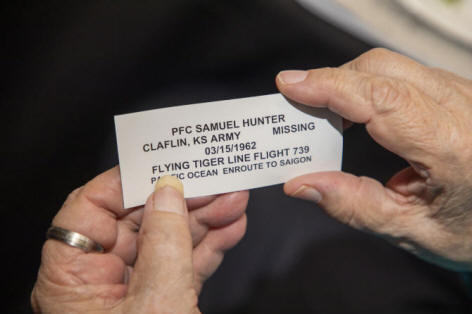 PFC SAMUEL HUNTER
CLAFLIN, KS ARMY MISSING
03/15/1962
FLYING TIGER LINE FLIGHT 739
OCEAN ENROUTE TO SAIGON